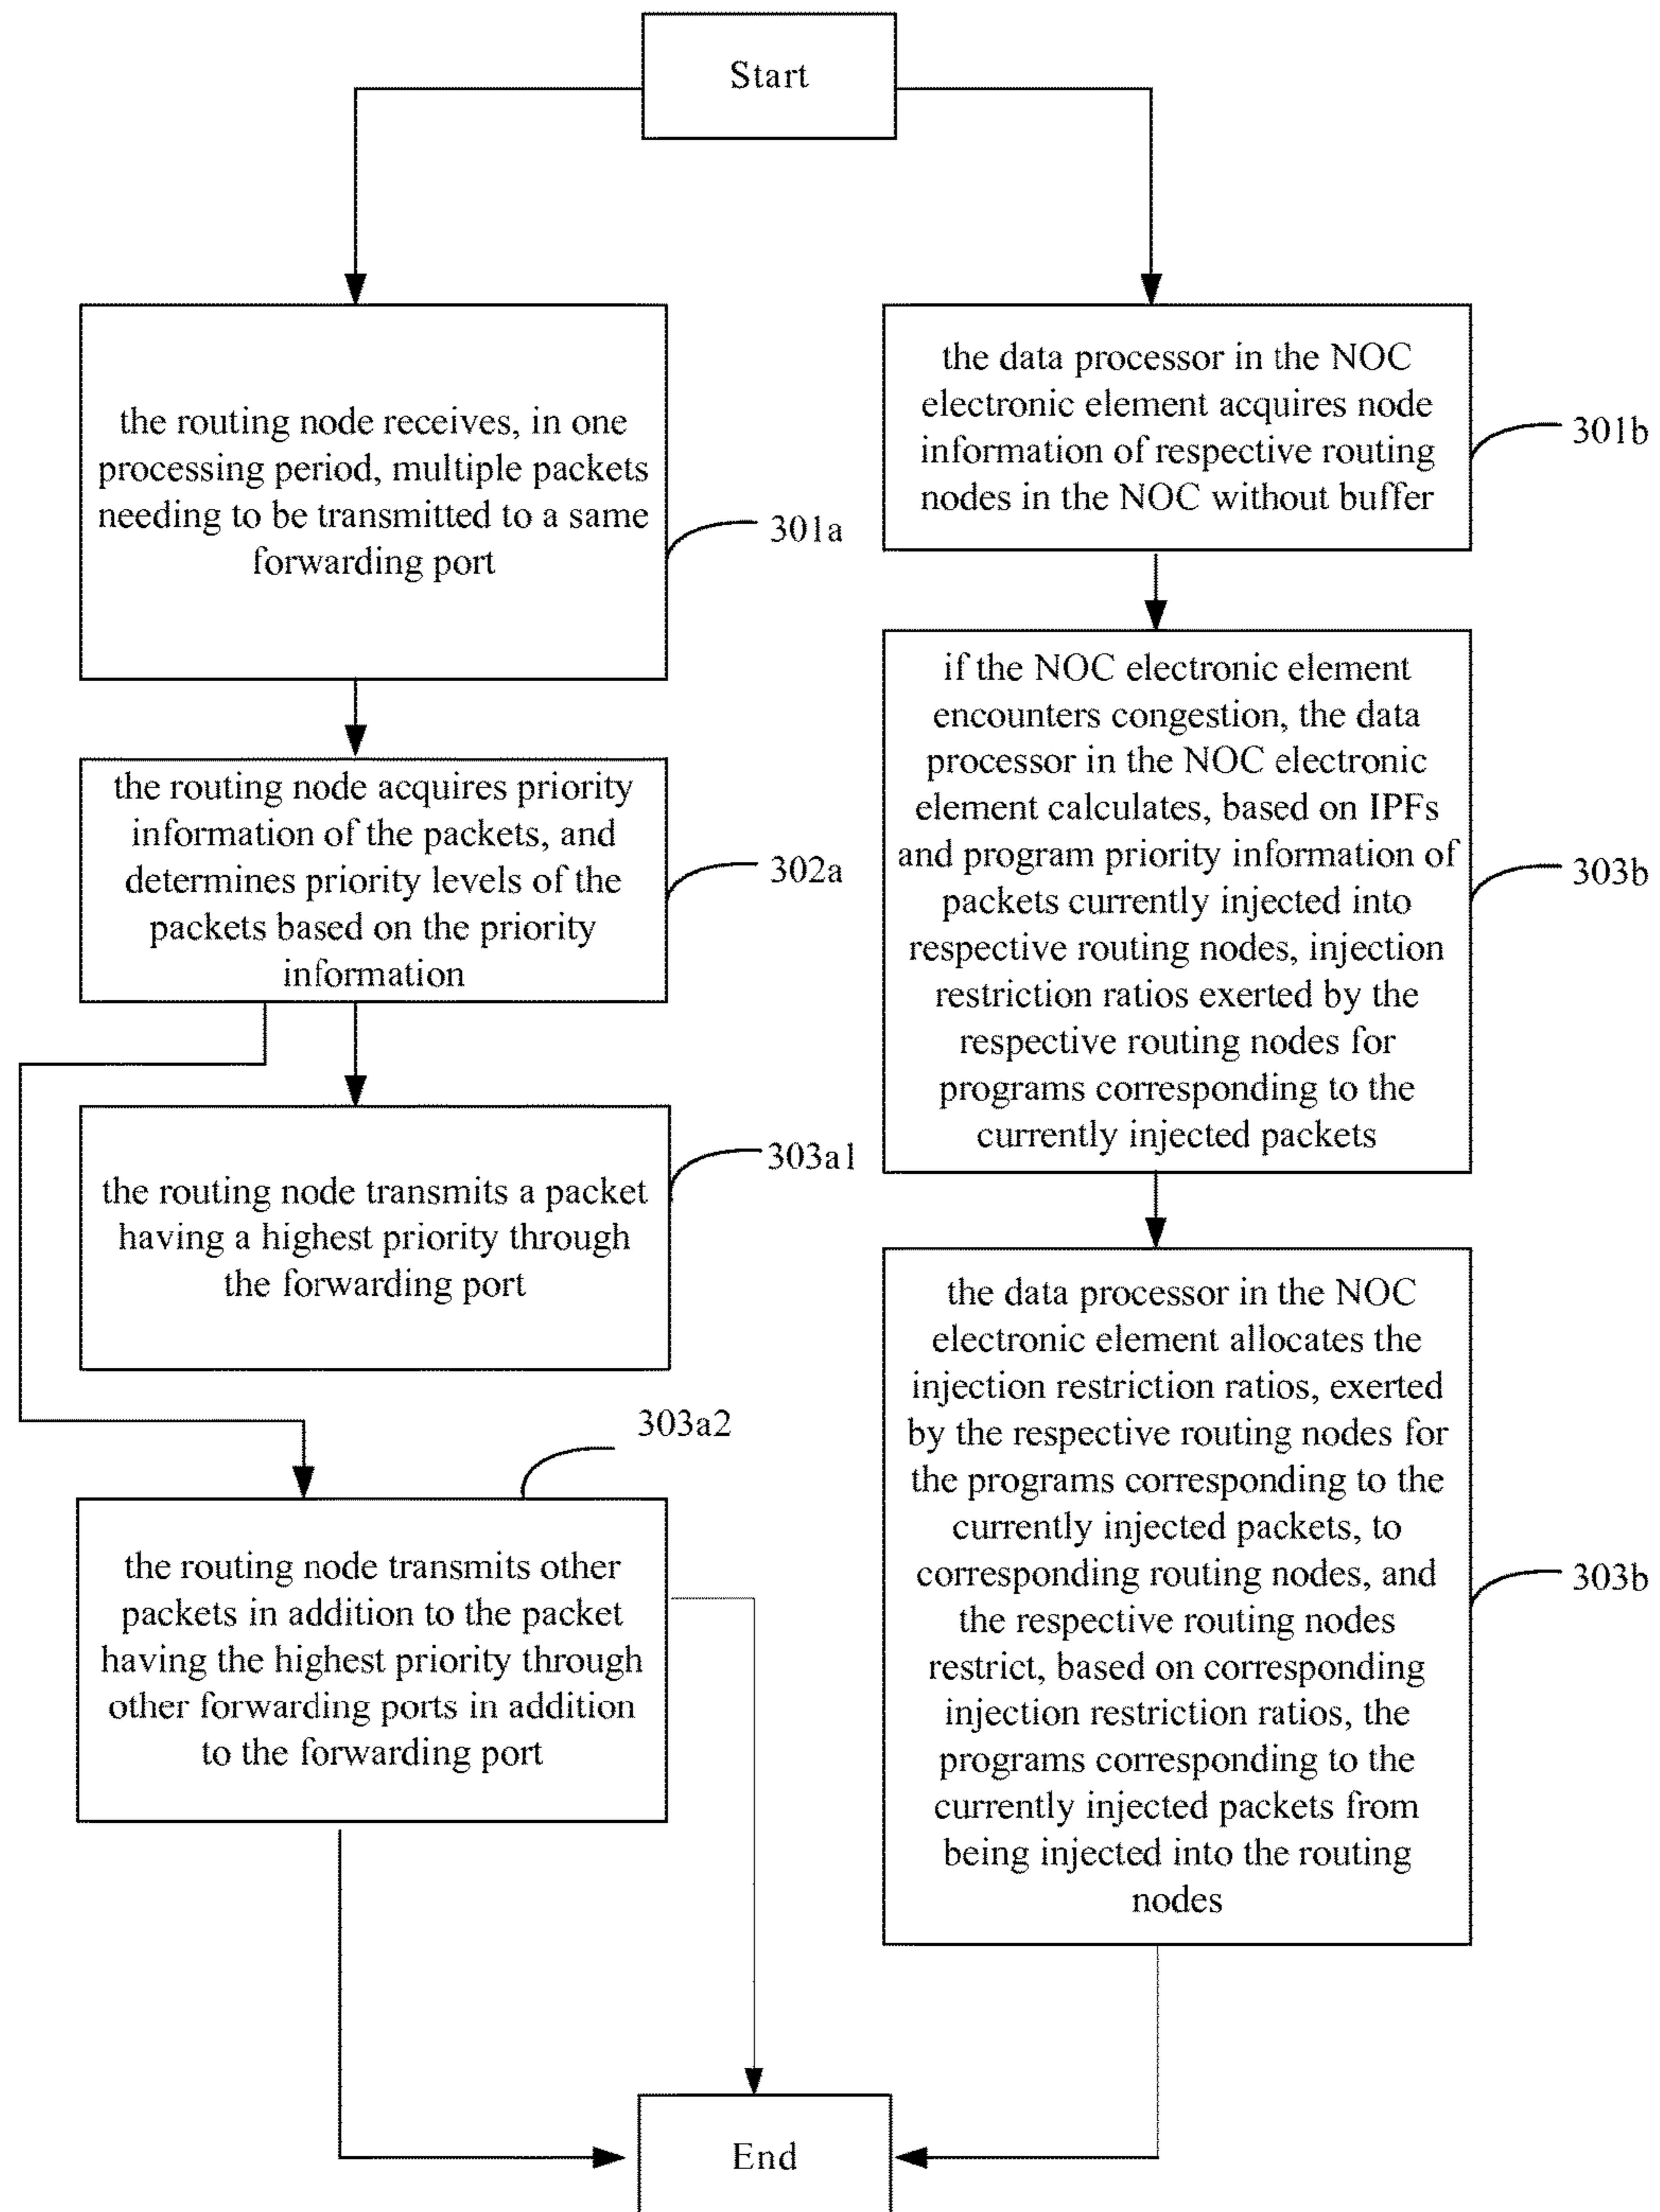 Start
the routing node receives, in one
processing period, multiple packets
needing to be transmitted to a same
forwarding port
301a
the routing node acquires priority
information of the packets, and
determines priority levels of the
packets based on the priority
information
302a
the routing node transmits a packet
having a highest priority through
the forwarding port
303a1
303a2
the routing node transmits other
packets in addition to the packet
having the highest priority through
other forwarding ports in addition
to the forwarding port
the data processor in the NOC
electronic element acquires node
information of respective routing
nodes in the NOC without buffer
301b
if the NOC electronic element
encounters congestion, the data
processor in the NOC electronic
element calculates, based on IPFs
and program priority information of
packets currently injected into
respective routing nodes, injection
restriction ratios exerted by the
respective routing nodes for
programs corresponding to the
currently injected packets
303b
the data processor in the NOC
electronic element allocates the
injection restriction ratios, exerted
by the respective routing nodes for
the programs corresponding to the
currently injected packets, to
corresponding routing nodes, and
the respective routing nodes
restrict, based on corresponding
injection restriction ratios, the
programs corresponding to the
currently injected packets from
being injected into the routing
nodes
303b
End